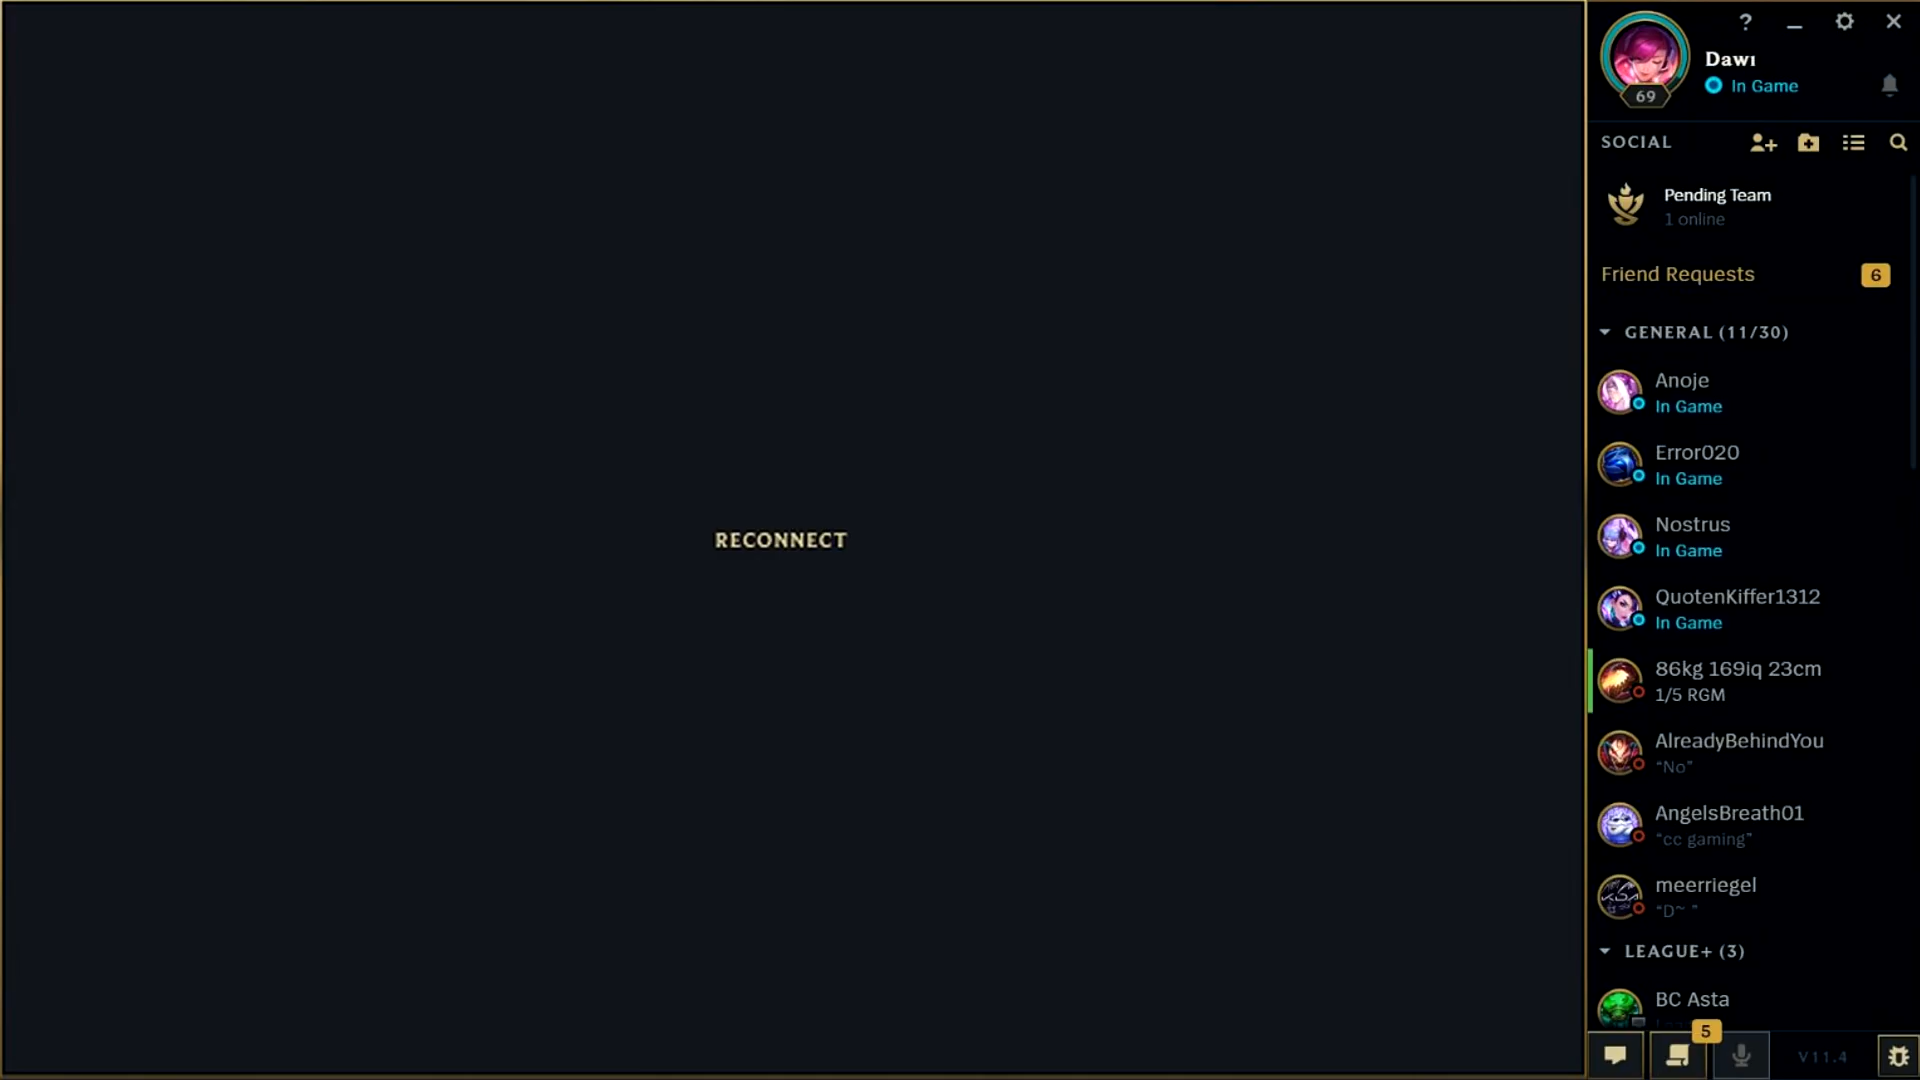 ?
Dawı
In Game
69
SOCIAL
Pending Team
1 online
Friend Requests
6
GENERAL (11/30)
Anoje
In Game
Error020
In Game
Nostrus
In Game
QuotenKiffer1312
In Game
RECONNECT
86kg 169iq 23cm
1/5 RGM
AlreadyBehindYou
“No”
AngelsBreath01
“cc gaming”
meerriegel
“D~ ”
LEAGUE+ (3)
BC Asta
5
V11.4